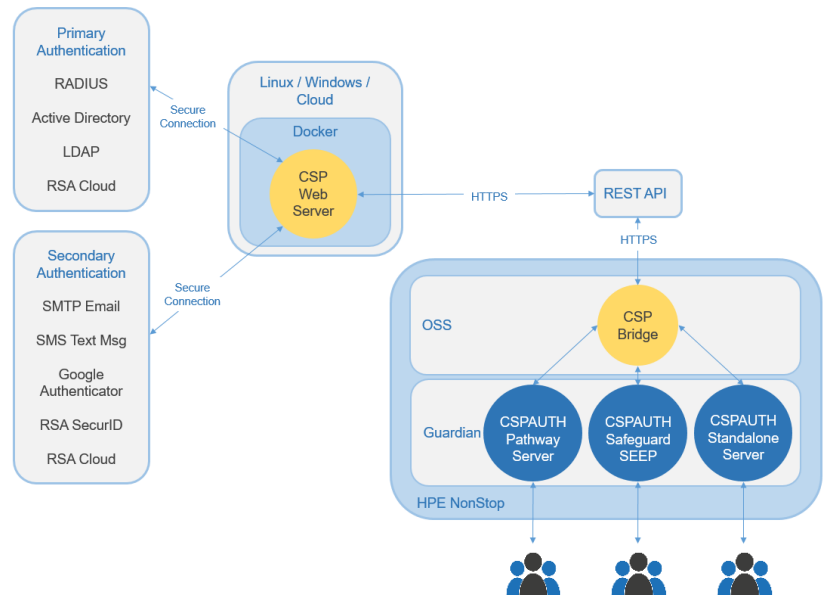 Primary
Authentication
RADIUS
Active Directory
LDAP
RSA Cloud
Secondary
Authentication
SMTP Email
SMS Text Msg
Google
Authenticator
RSA SecurID
RSA Cloud
Secure
Connection
Secure
Connection
Linux / Windows /
Cloud
Docker
CSP
Web
Server
HTTPS
REST API
HTTPS
OSS
CSP
Bridge
Guardian
CSPAUTH
Pathway
Server
CSPAUTH
Safeguard
SEEP
CSPAUTH
Standalone
Server
HPE NonStop